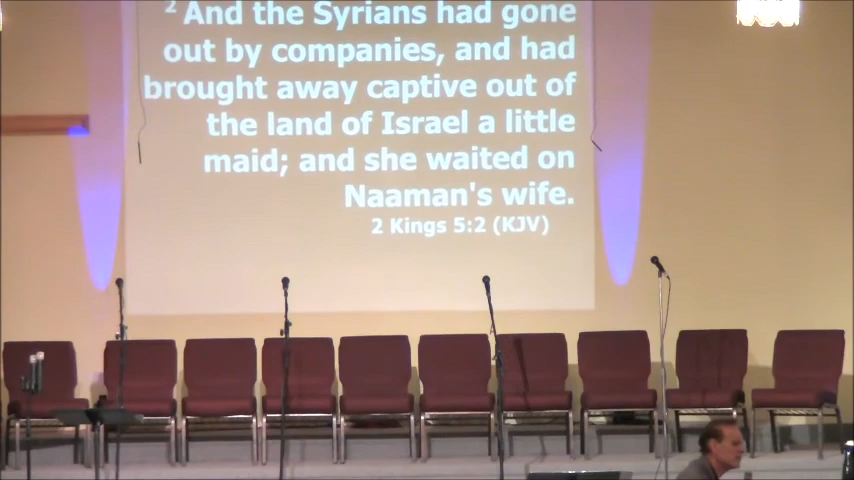 2 And the Syrians had gone
out by companies, and had
brought away captive out of
the land of Israel a little
maid; and she waited on
Naaman's wife.
2 Kings 5:2 (KJV)